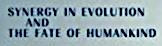 SYNERGY IN EVOLUTION
AND
THE FATE OF HUMANKIND